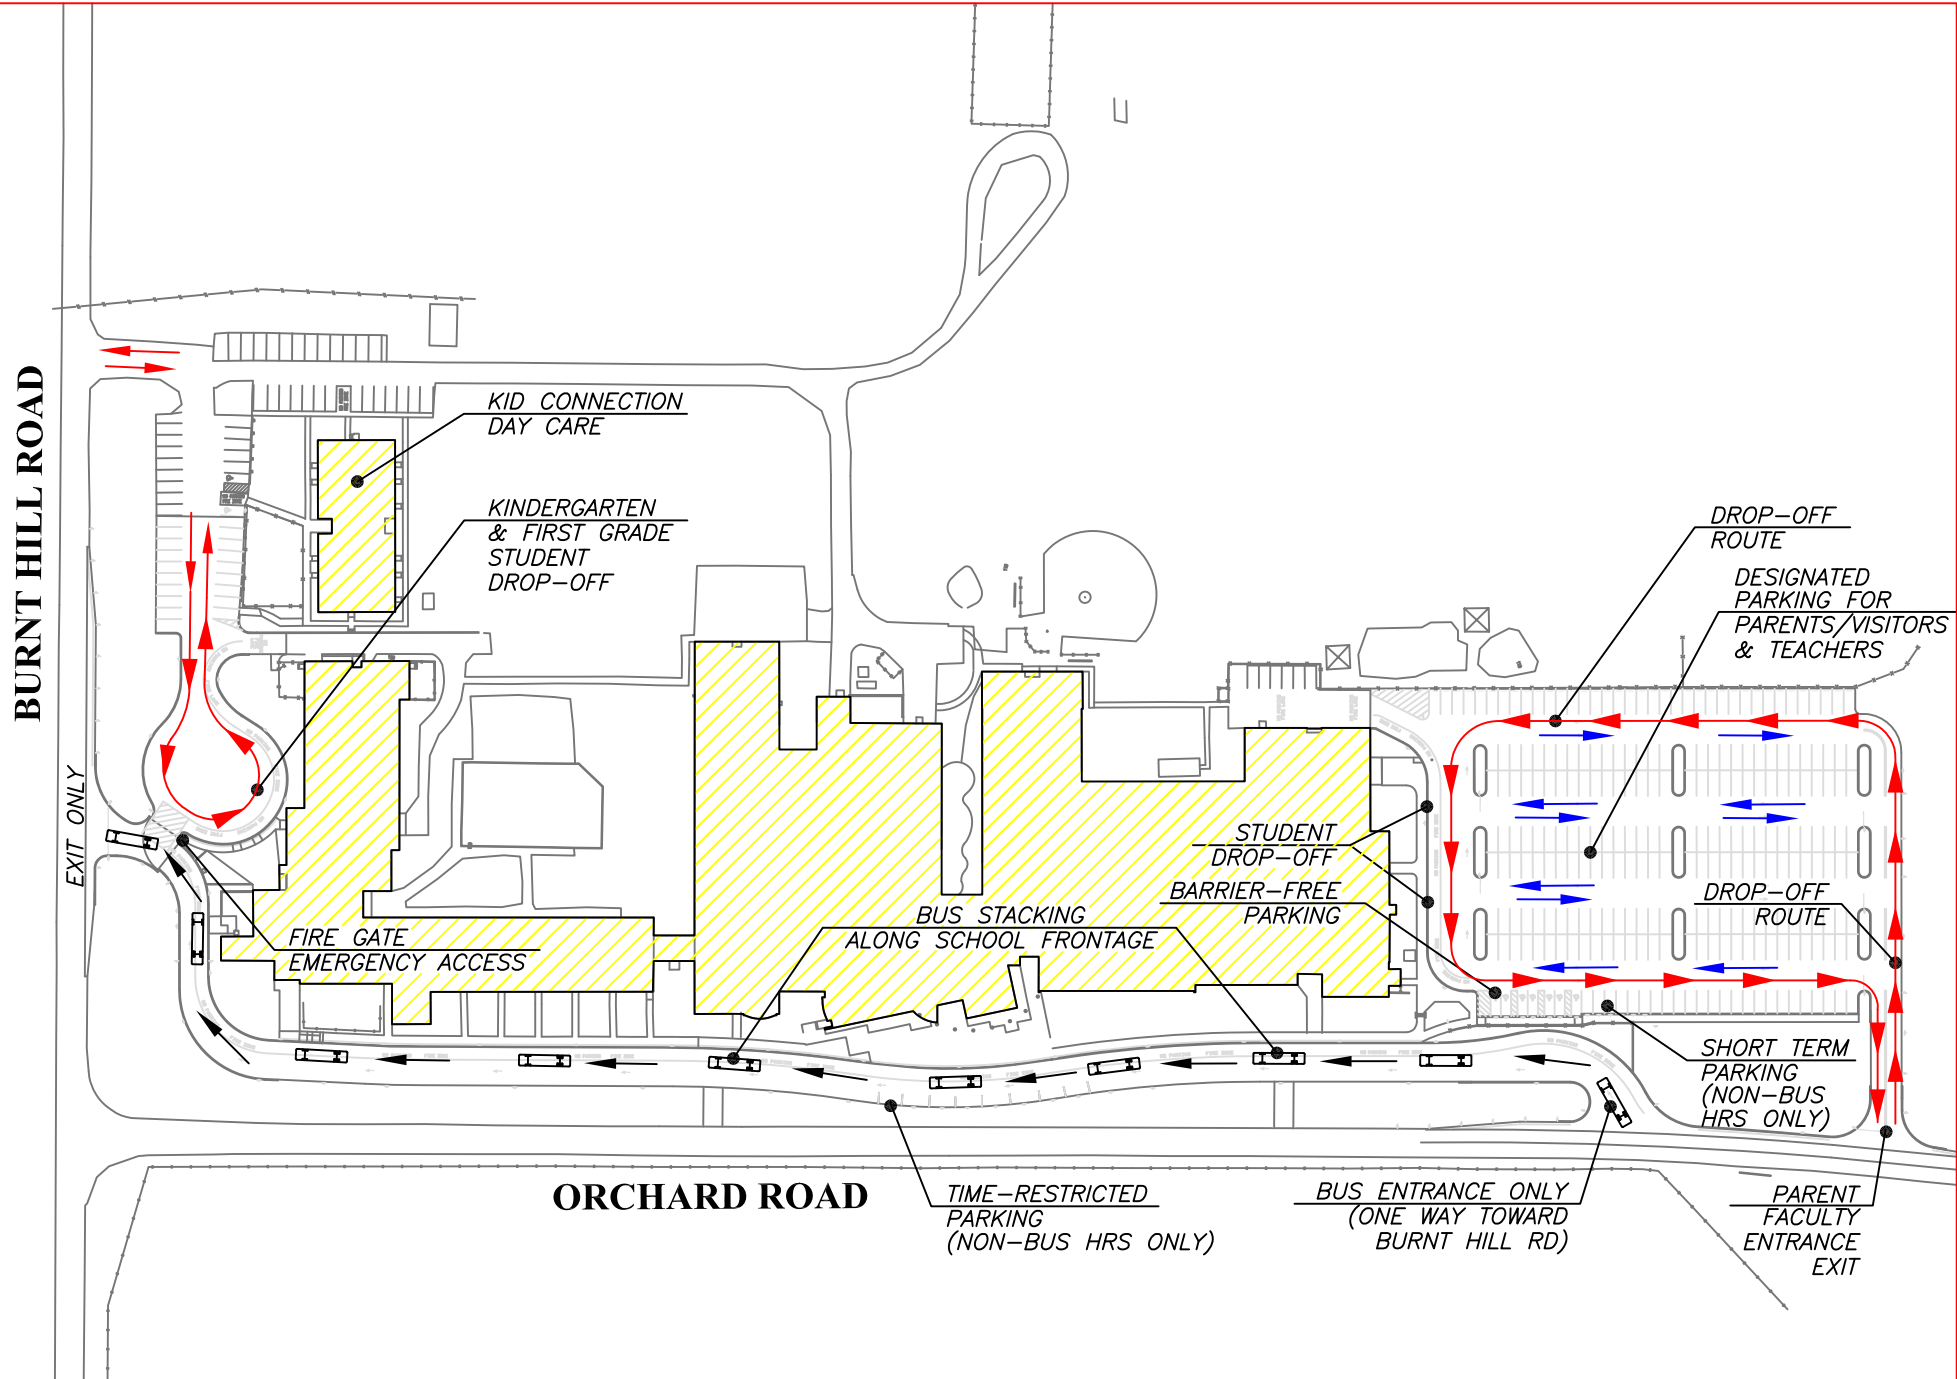 KID CONNECTION
DAY CARE
KINDERGARTEN
& FIRST GRADE
STUDENT
DROP-OFF
BURNT HILL ROAD
EXIT ONLY
DROP-OFF
ROUTE
DESIGNATED
PARKING FOR
PARENTS/VISITORS
& TEACHERS
STUDENT
DROP-OFF
BARRIER-FREE
PARKING
DROP-OFF
ROUTE
BUS STACKING
ALONG SCHOOL FRONTAGE
FIRE GATE
EMERGENCY ACCESS
SHORT TERM
PARKING
(NON-BUS
HRS ONLY)
ORCHARD ROAD
TIME-RESTRICTED
PARKING
(NON-BUS HRS ONLY)
BUS ENTRANCE ONLY
(ONE WAY TOWARD
BURNT HILL RD)
PARENT
FACULTY
ENTRANCE
EXIT